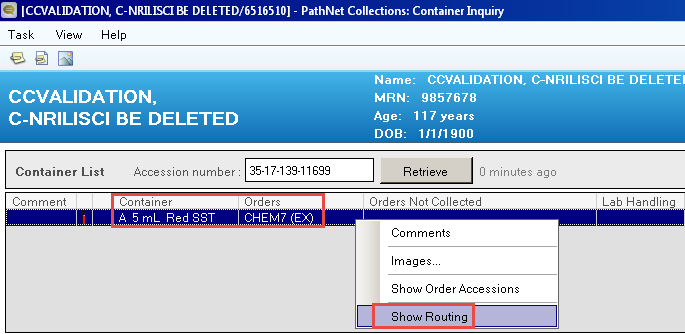 [CCVALIDATION, C-NRILISCI BE DELETED/6516510] - PathNet Collections: Container Inquiry
Task View Help
CCVALIDATION,
C-NRILISCI BE DELETED
Name: CCVALIDATION, C-NRILISCI BE DELETE
MRN: 9857678
Age: 117 years
DOB: 1/1/1900
Container List Accession number: 35-17-139-11699 Retrieve 0 minutes ago
Comment ! Container Orders Orders Not Collected Lab Handling
A 5 mL Red SST CHEM7 (EX)
Comments
Images...
Show Order Accessions
Show Routing